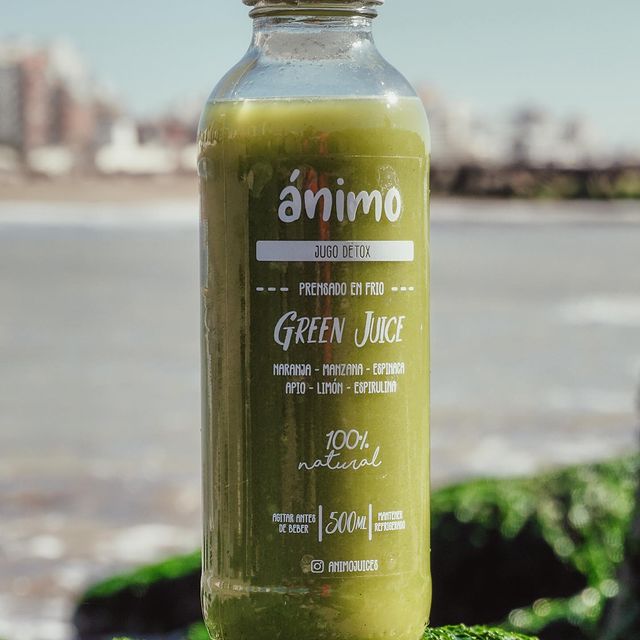 ánimo
JUGO DETOX
PRENSADO EN FRIO
GREEN JUICE
NARANJA - MANZANA - ESPINACA
APIO - LIMÓN - ESPIRULINA
100%
natural
AGITAR ANTES
DE BEBER
500ML
MANTENER
REFRIGERADO
ANIMOJUICES